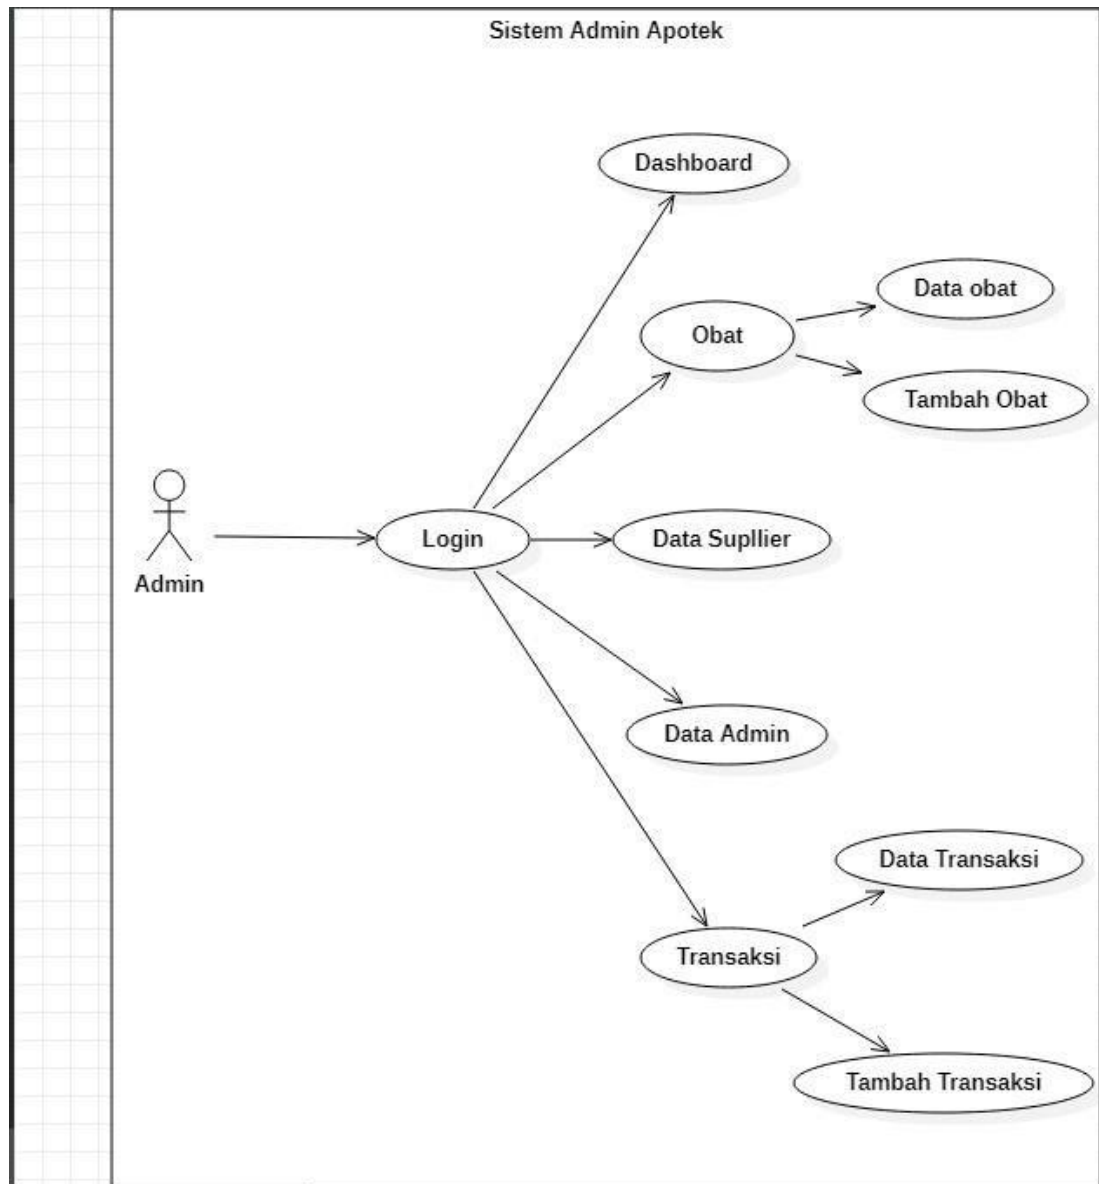 Sistem Admin Apotek
Dashboard
Data obat
Obat
Tambah Obat
Admin
Login
Data Supllier
Data Admin
Data Transaksi
Transaksi
Tambah Transaksi